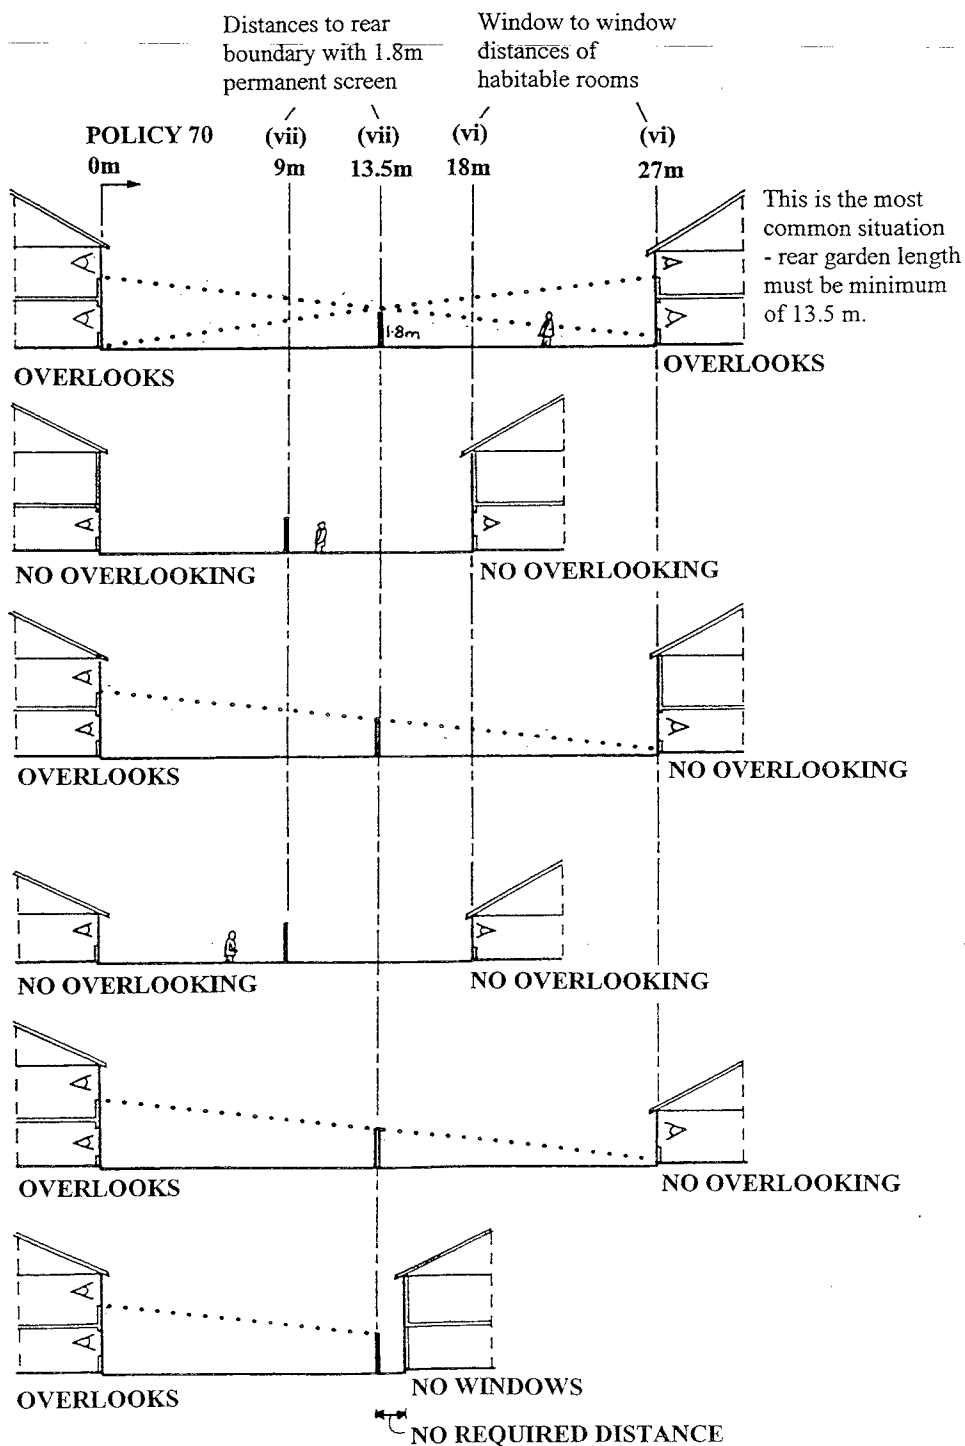 Distances to rear
boundary with 1.8m
permanent screen
Window to window
distances of
habitable rooms
POLICY 70 (vii) (vii) (vi) (vi)
0m 9m 13.5m 18m 27m
This is the most
common situation
- rear garden length
must be minimum
of 13.5 m.
1.8m
OVERLOOKS OVERLOOKS
NO OVERLOOKING NO OVERLOOKING
OVERLOOKS NO OVERLOOKING
NO OVERLOOKING NO OVERLOOKING
OVERLOOKS NO OVERLOOKING
OVERLOOKS NO WINDOWS
NO REQUIRED DISTANCE